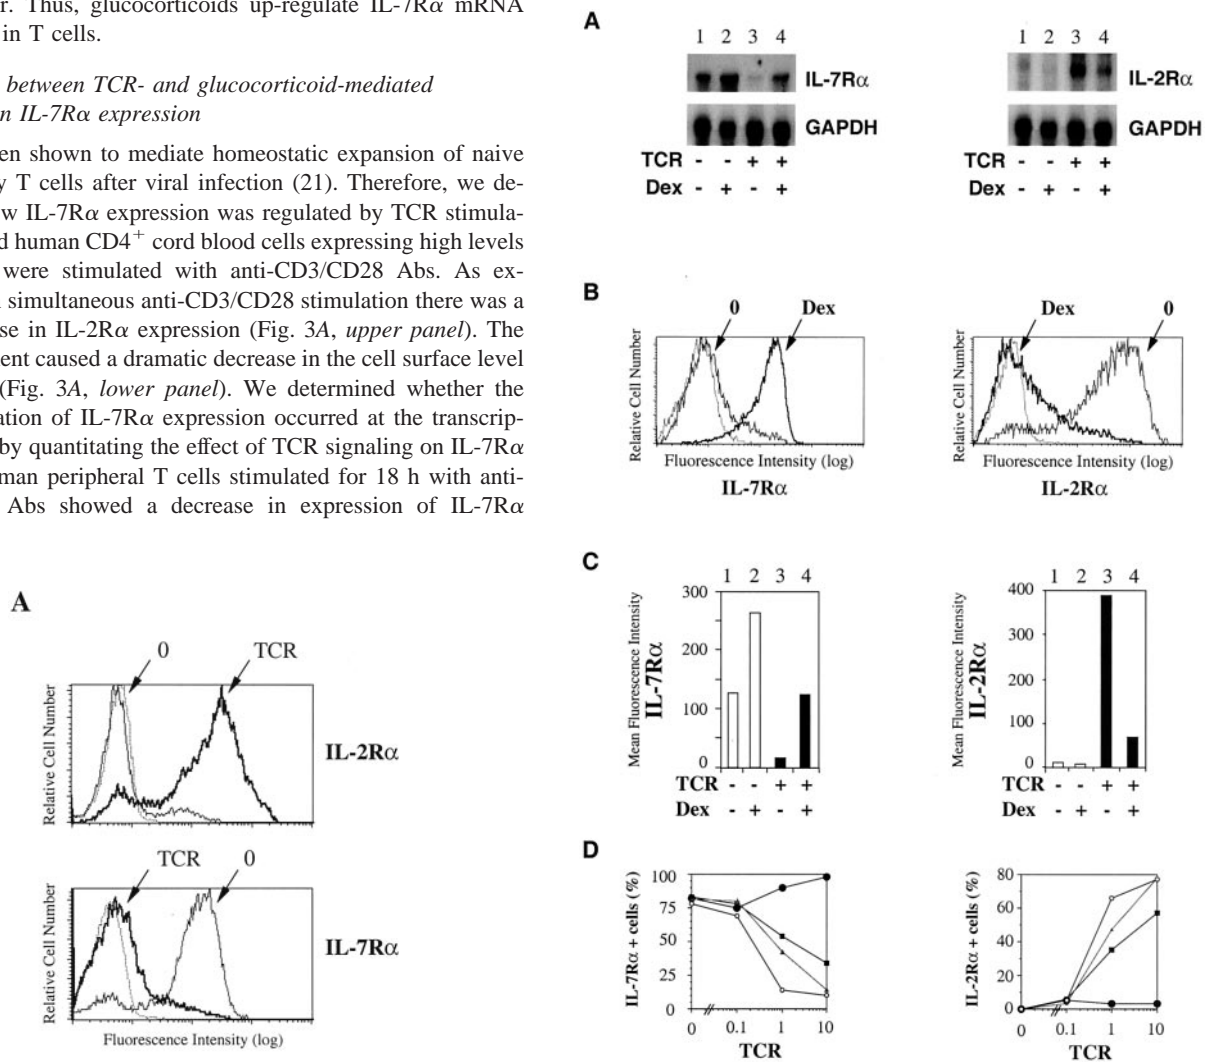 r. Thus, glucocorticoids up-regulate IL-7Rα mRNA
in T cells.
between TCR- and glucocorticoid-mediated
n IL-7Rα expression
en shown to mediate homeostatic expansion of naive
y T cells after viral infection (21). Therefore, we de-
w IL-7Rα expression was regulated by TCR stimula-
d human CD4+ cord blood cells expressing high levels
were stimulated with anti-CD3/CD28 Abs. As ex-
simultaneous anti-CD3/CD28 stimulation there was a
se in IL-2Rα expression (Fig. 3A, upper panel). The
ent caused a dramatic decrease in the cell surface level
(Fig. 3A, lower panel). We determined whether the
ation of IL-7Rα expression occurred at the transcrip-
by quantitating the effect of TCR signaling on IL-7Rα
man peripheral T cells stimulated for 18 h with anti-
Abs showed a decrease in expression of IL-7Rα
A
0 TCR
Relative Cell Number
IL-2Rα
TCR 0
Relative Cell Number
IL-7Rα
Fluorescence Intensity (log)
A
1 2 3 4
IL-7Rα
GAPDH
TCR - - + +
Dex - + - +
1 2 3 4
IL-2Rα
GAPDH
TCR - - + +
Dex - + - +
B
0 Dex
Relative Cell Number
Fluorescence Intensity (log)
IL-7Rα
Dex 0
Relative Cell Number
Fluorescence Intensity (log)
IL-2Rα
C
1 2 3 4
Mean Fluorescence Intensity
IL-7Rα
300
200
100
0
TCR - - + +
Dex - + - +
1 2 3 4
Mean Fluorescence Intensity
IL-2Rα
400
300
200
100
0
TCR - - + +
Dex - + - +
D
IL-7Rα + cells (%)
100
75
50
25
0
0 0.1 1 10
TCR
IL-2Rα + cells (%)
80
60
40
20
0
0 0.1 1 10
TCR